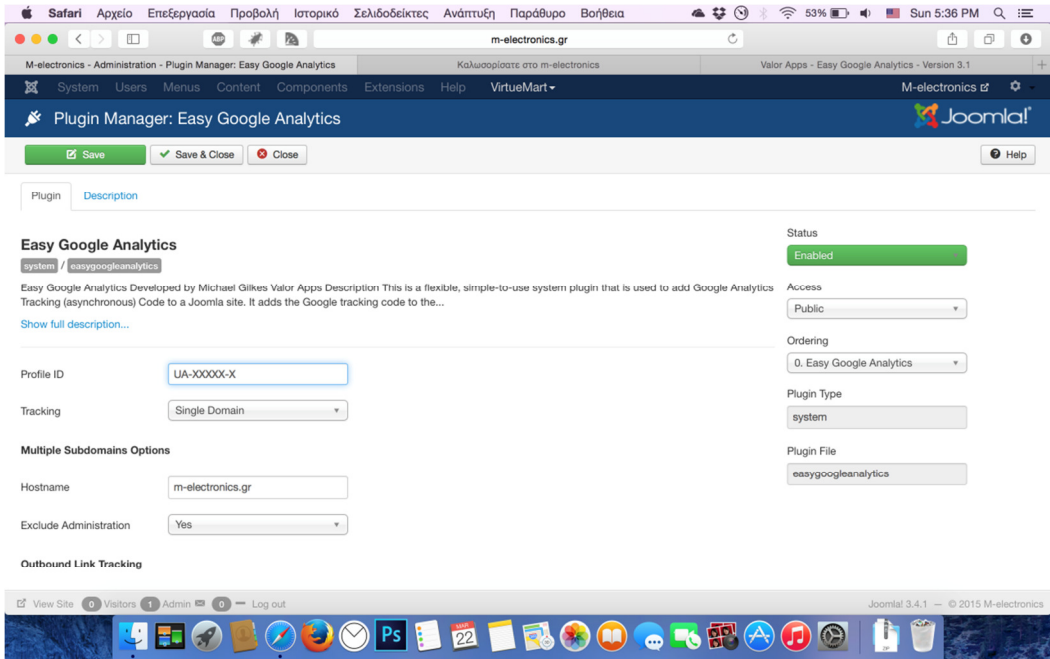 Safari Αρχείο Επεξεργασία Προβολή Ιστορικό Σελιδοδείκτες Ανάπτυξη Παράθυρο Βοήθεια 53% Sun 5:36 PM
ABP m-electronics.gr
M-electronics - Administration - Plugin Manager: Easy Google Analytics Καλωσορίσατε στο m-electronics Valor Apps - Easy Google Analytics - Version 3.1
System Users Menus Content Components Extensions Help VirtueMart M-electronics
Plugin Manager: Easy Google Analytics Joomla!
Save Save & Close Close Help
Plugin Description
Easy Google Analytics
system / easygoogleanalytics
Easy Google Analytics Developed by Michael Gilkes Valor Apps Description This is a flexible, simple-to-use system plugin that is used to add Google Analytics
Tracking (asynchronous) Code to a Joomla site. It adds the Google tracking code to the...
Show full description...
Profile ID UA-XXXXX-X
Tracking Single Domain
Multiple Subdomains Options
Hostname m-electronics.gr
Exclude Administration Yes
Outbound Link Tracking
Status
Enabled
Access
Public
Ordering
0. Easy Google Analytics
Plugin Type
system
Plugin File
easygoogleanalytics
View Site 0 Visitors 1 Admin 0 Log out Joomla! 3.4.1 — © 2015 M-electronics
Ps MAR 22